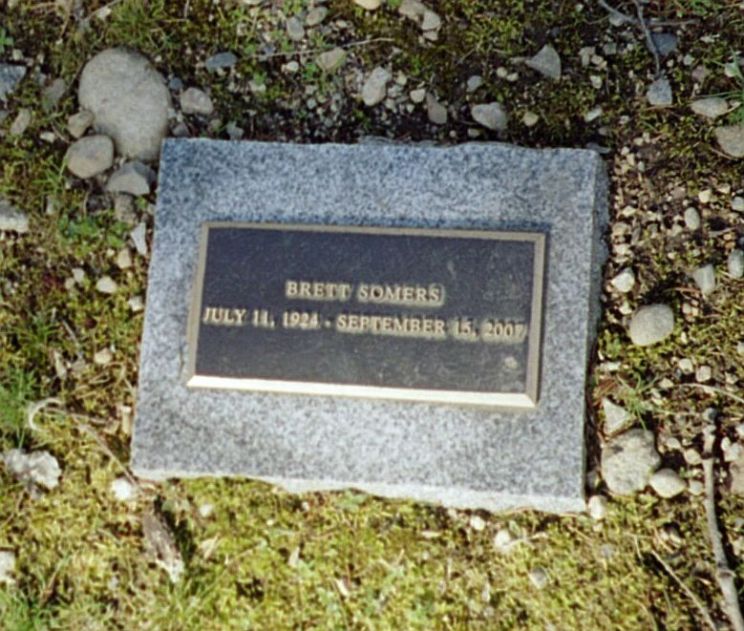 BRETT SOMERS
JULY 11, 1924 - SEPTEMBER 15, 2007